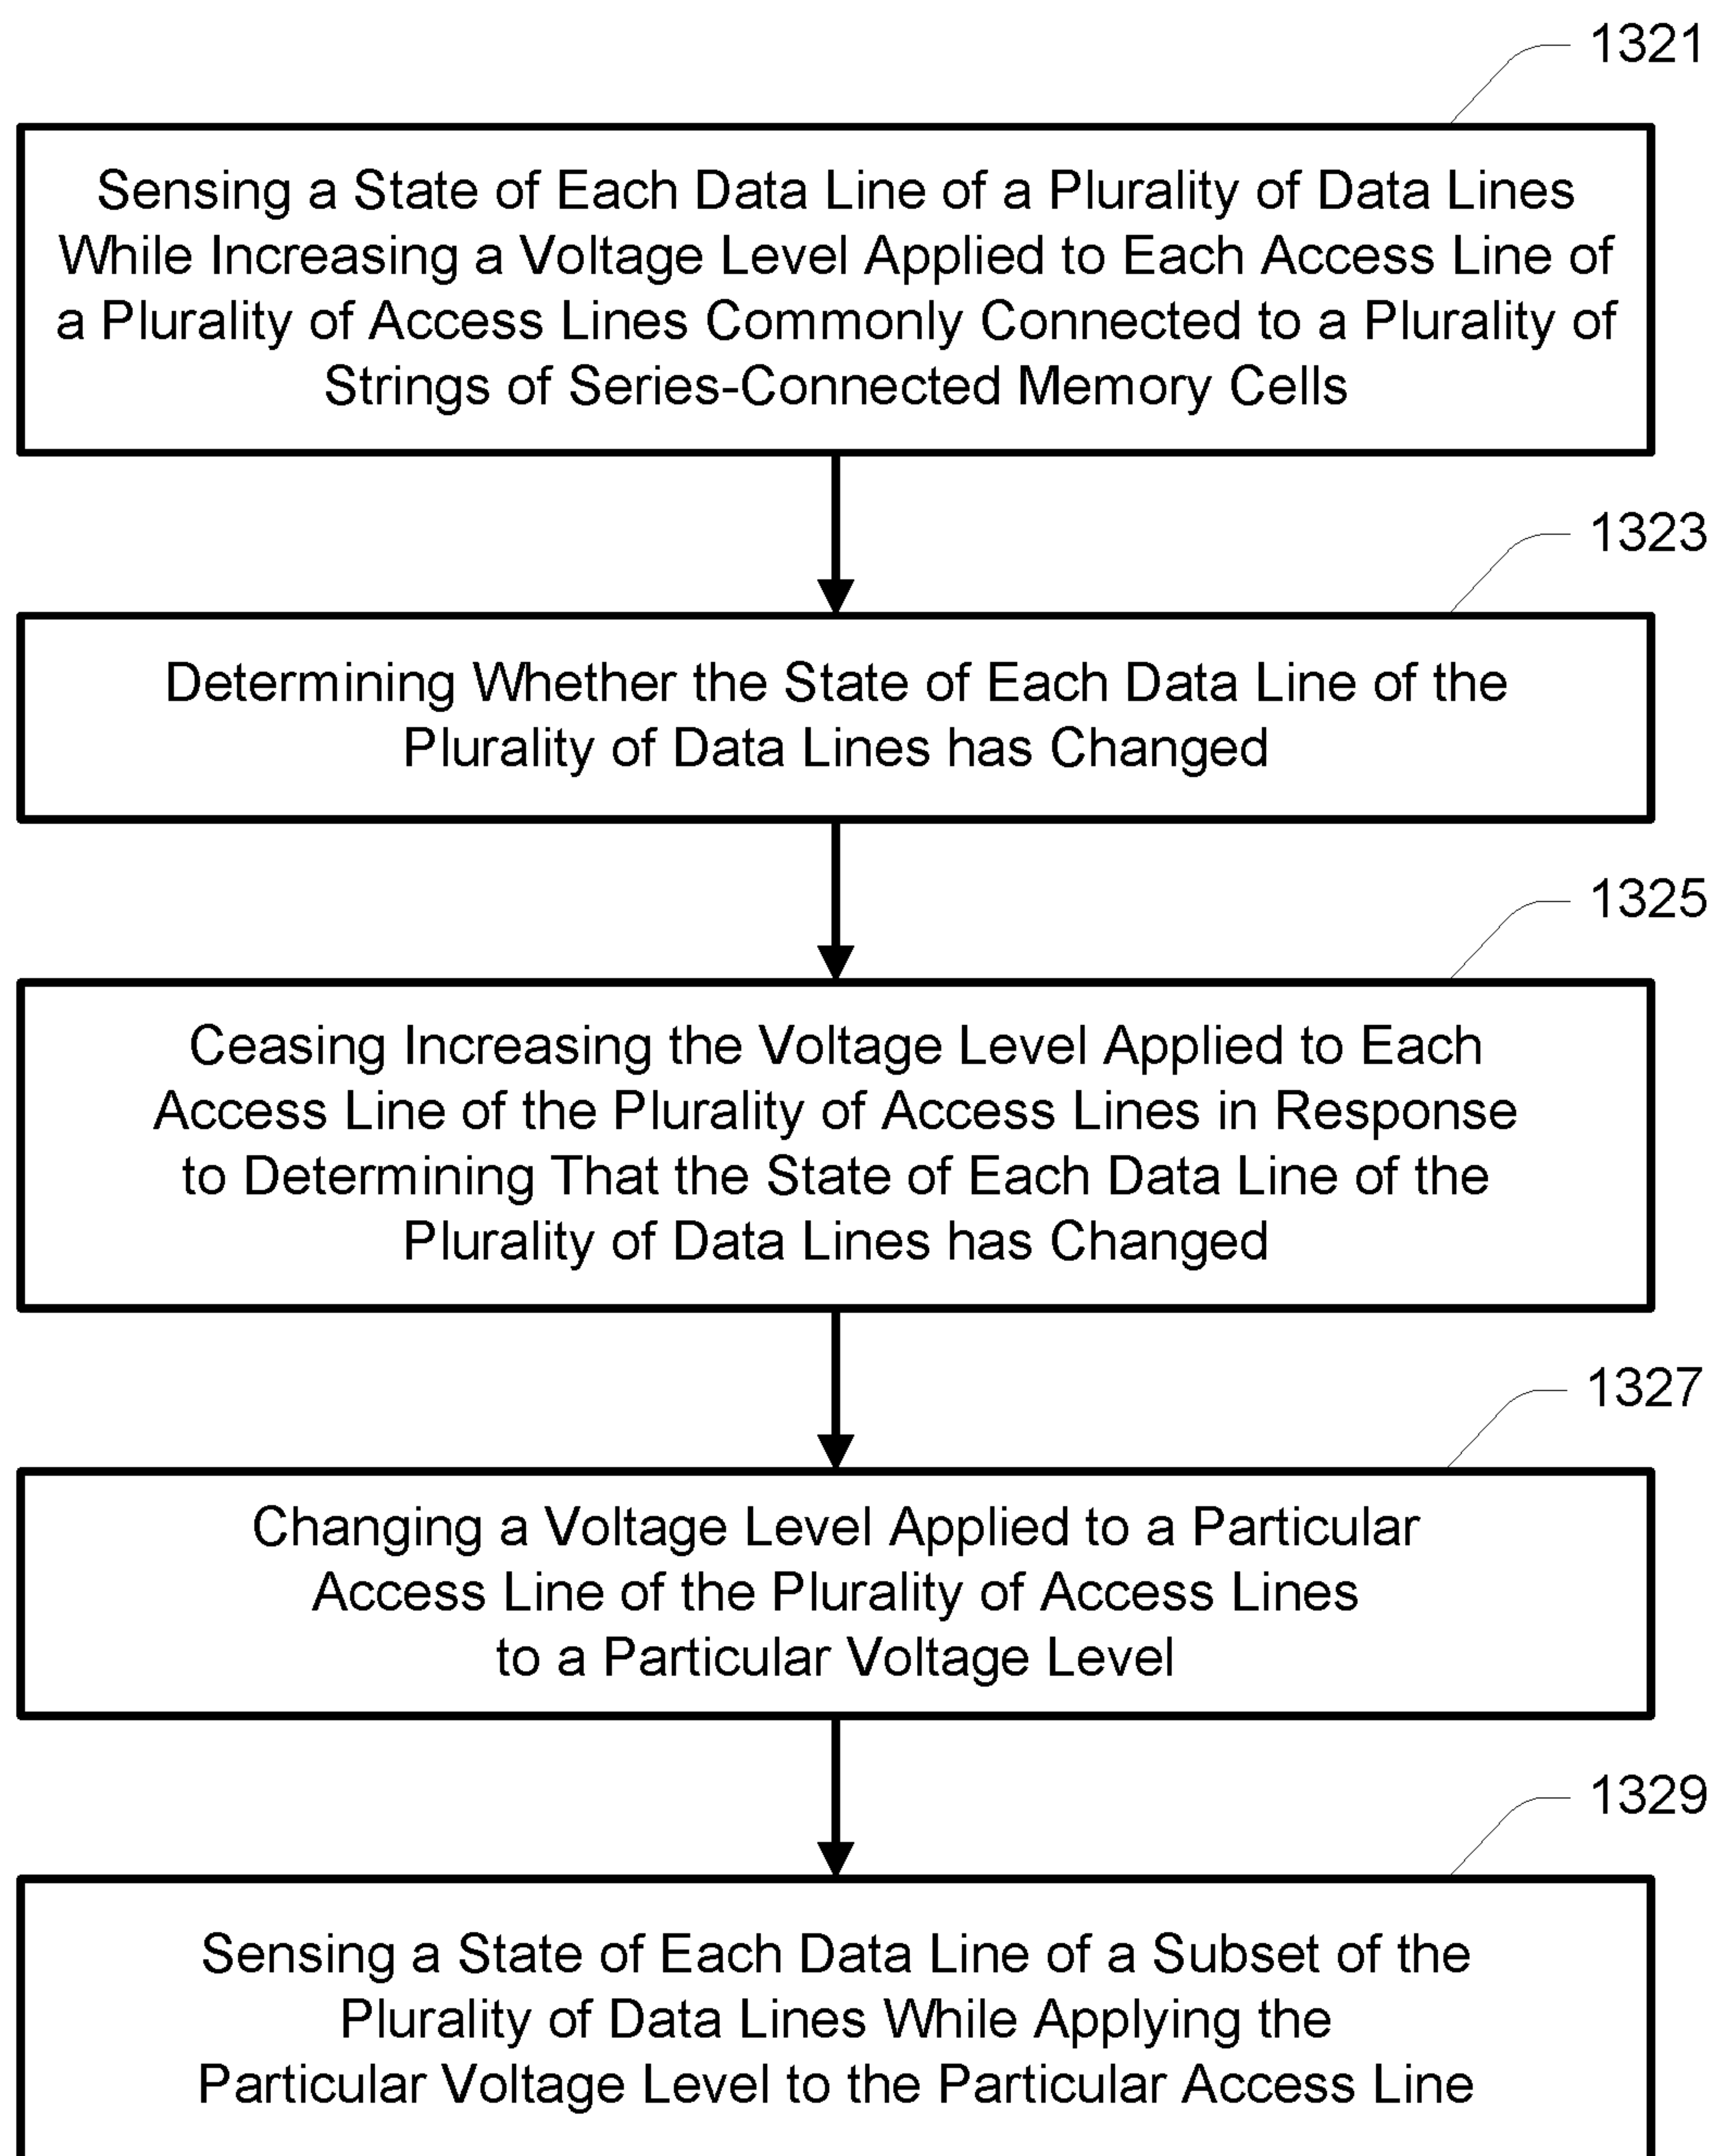 1321
Sensing a State of Each Data Line of a Plurality of Data Lines
While Increasing a Voltage Level Applied to Each Access Line of
a Plurality of Access Lines Commonly Connected to a Plurality of
Strings of Series-Connected Memory Cells
1323
Determining Whether the State of Each Data Line of the
Plurality of Data Lines has Changed
1325
Ceasing Increasing the Voltage Level Applied to Each
Access Line of the Plurality of Access Lines in Response
to Determining That the State of Each Data Line of the
Plurality of Data Lines has Changed
1327
Changing a Voltage Level Applied to a Particular
Access Line of the Plurality of Access Lines
to a Particular Voltage Level
1329
Sensing a State of Each Data Line of a Subset of the
Plurality of Data Lines While Applying the
Particular Voltage Level to the Particular Access Line